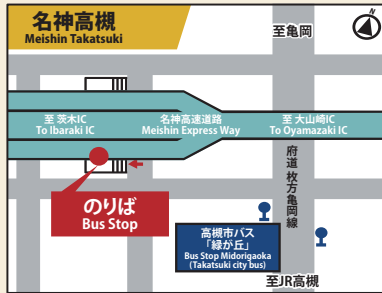 名神高槻
Meishin Takatsuki
至亀岡
N
至 茨木IC
To Ibaraki IC
名神高速道路
Meishin Express Way
至 大山崎IC
To Oyamazaki IC
府道 枚方亀岡線
のりば
Bus Stop
高槻市バス
「緑が丘」
Bus Stop Midorigaoka
(Takatsuki city bus)
至JR高槻